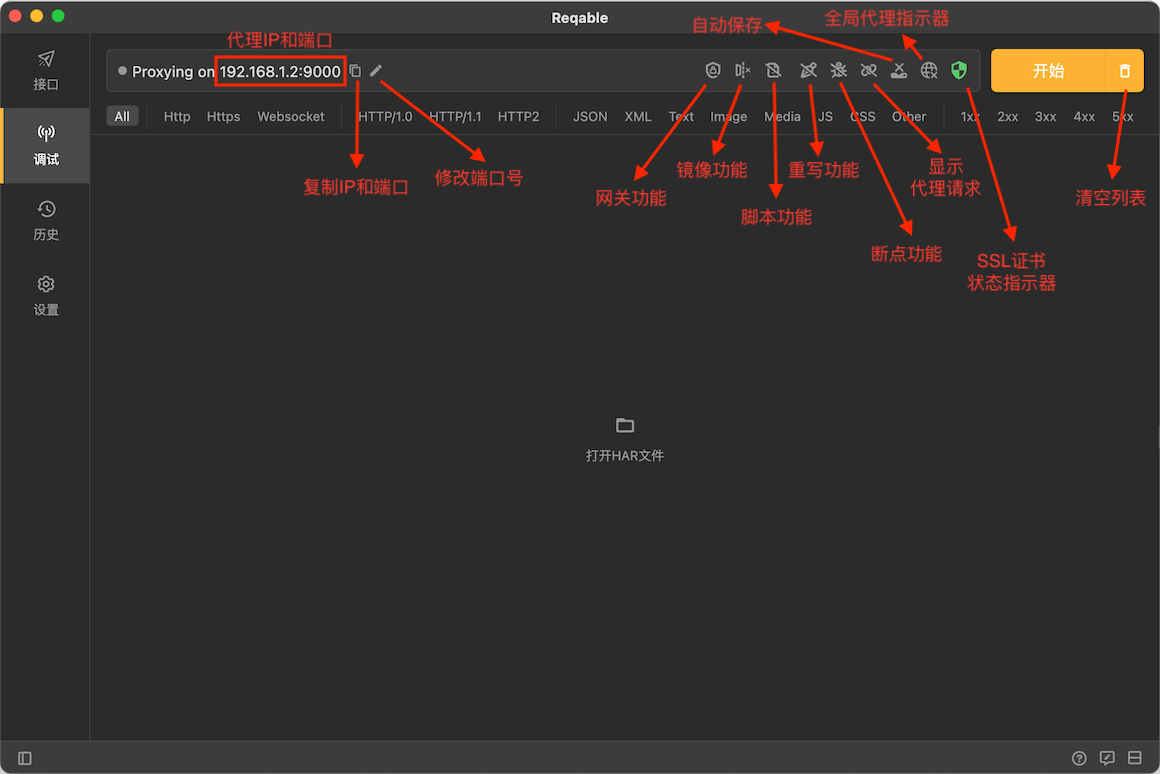 Reqable
自动保存
全局代理指示器
代理IP和端口
接口
Proxying on 192.168.1.2:9000
开始
All Http Https Websocket HTTP/1.0 HTTP/1.1 HTTP2 JSON XML Text Image Media JS CSS Other 1xx 2xx 3xx 4xx 5xx
调试
复制IP和端口
修改端口号
网关功能
镜像功能
脚本功能
重写功能
断点功能
显示
代理请求
SSL证书
状态指示器
清空列表
历史
设置
打开HAR文件